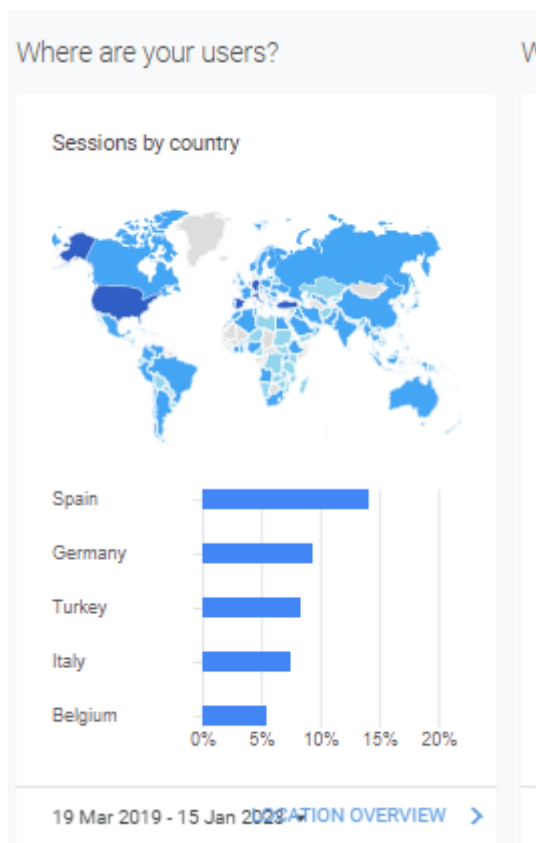 Where are your users?
Sessions by country
Spain
Germany
Turkey
Italy
Belgium
0% 5% 10% 15% 20%
19 Mar 2019 - 15 Jan
OVERVIEW